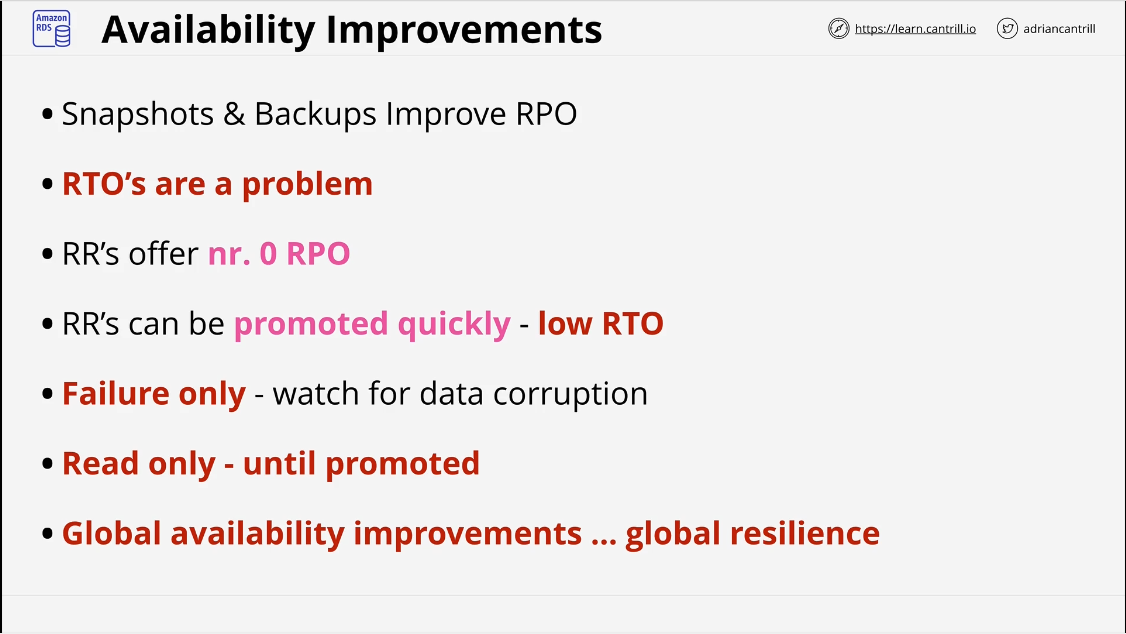 Amazon
RDS
Availability Improvements
https://learn.cantrill.io
adriancantrill
• Snapshots & Backups Improve RPO
• RTO’s are a problem
• RR’s offer nr. 0 RPO
• RR’s can be promoted quickly - low RTO
• Failure only - watch for data corruption
• Read only - until promoted
• Global availability improvements ... global resilience